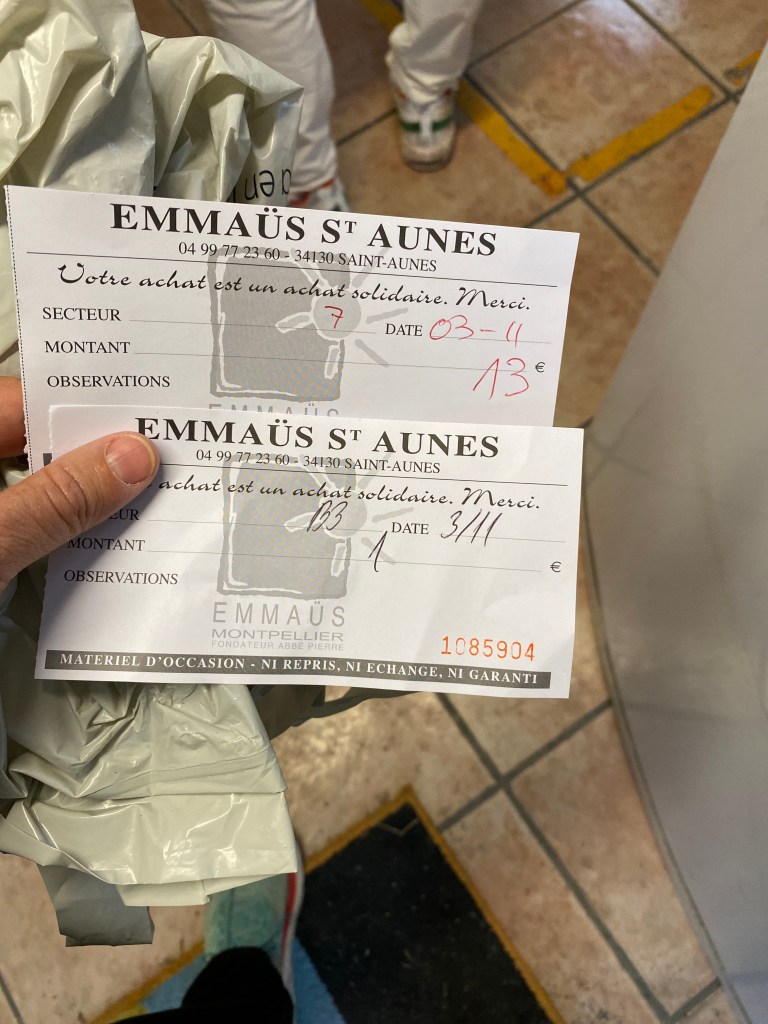 EMMAÜS Sᵀ AUNES
04 99 77 23 60 - 34130 SAINT-AUNES
Votre achat est un achat solidaire. Merci.
SECTEUR 7 DATE 03-11
MONTANT 13 €
OBSERVATIONS
EMMAÜS
EMMAÜS Sᵀ AUNES
04 99 77 23 60 - 34130 SAINT-AUNES
achat est un achat solidaire. Merci.
EUR B3 DATE 3/11
MONTANT 1 €
OBSERVATIONS
EMMAÜS
MONTPELLIER
FONDATEUR ABBÉ PIERRE
1085904
MATERIEL D'OCCASION - NI REPRIS, NI ECHANGE, NI GARANTI